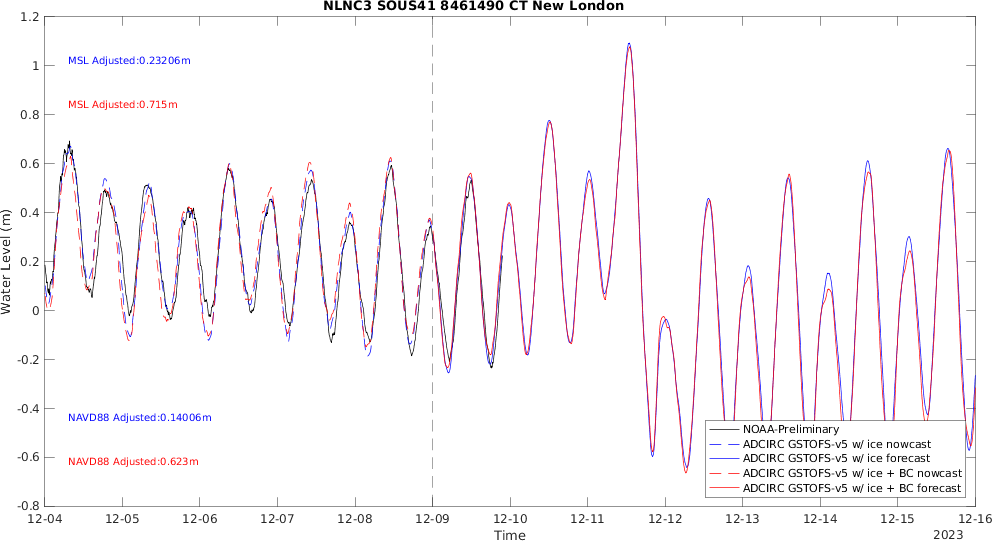 NLNC3 SOUS41 8461490 CT New London
1.2
1
0.8
0.6
0.4
0.2
0
-0.2
-0.4
-0.6
-0.8
Water Level (m)
MSL Adjusted:0.23206m
MSL Adjusted:0.715m
NAVD88 Adjusted:0.14006m
NAVD88 Adjusted:0.623m
NOAA-Preliminary
ADCIRC GSTOFS-v5 w/ ice nowcast
ADCIRC GSTOFS-v5 w/ ice forecast
ADCIRC GSTOFS-v5 w/ ice + BC nowcast
ADCIRC GSTOFS-v5 w/ ice + BC forecast
12-04 12-05 12-06 12-07 12-08 12-09 12-10 12-11 12-12 12-13 12-14 12-15 12-16
Time
2023